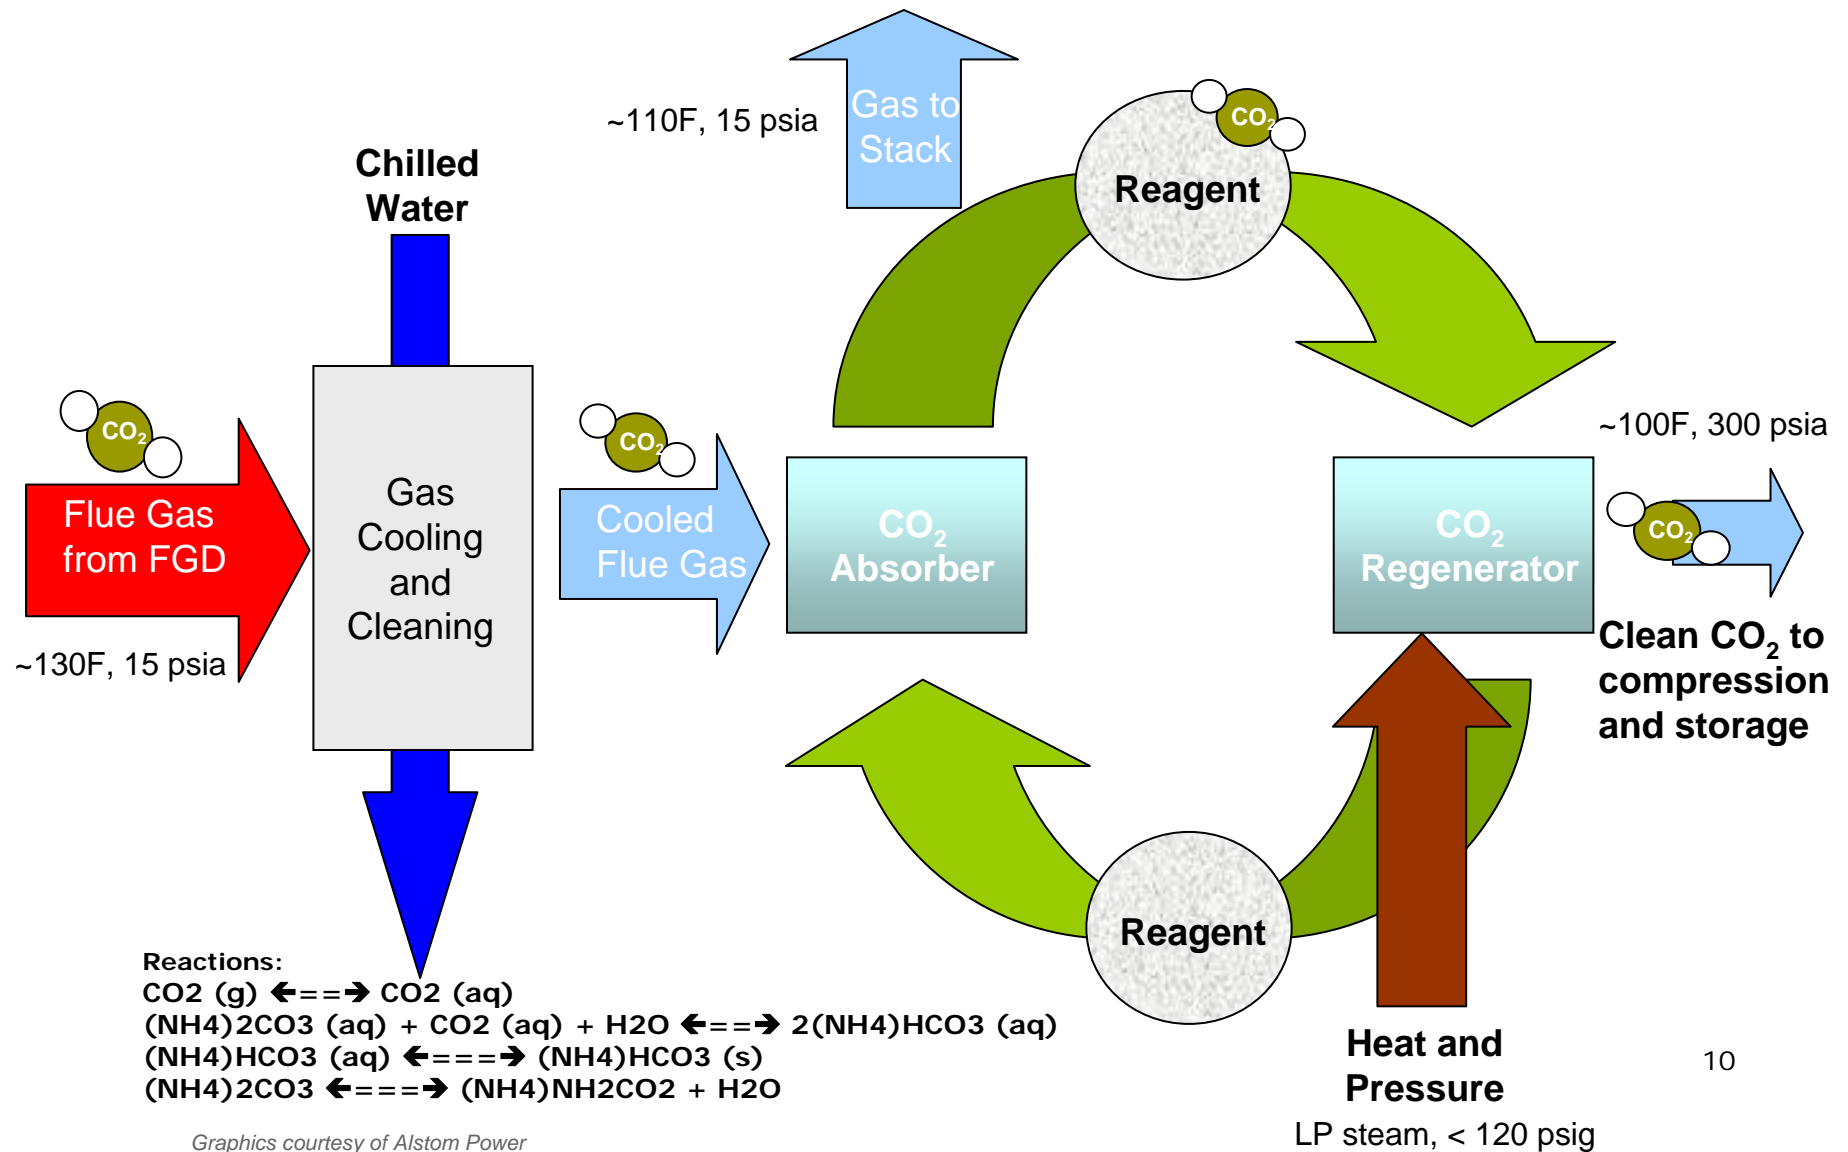 ~110F, 15 psia
Gas to
Stack
CO2
Reagent
Chilled
Water
CO2
Flue Gas
from FGD
~130F, 15 psia
Gas
Cooling
and
Cleaning
CO2
Cooled
Flue Gas
CO2
Absorber
CO2
Regenerator
~100F, 300 psia
CO2
Clean CO2 to
compression
and storage
Reagent
Heat and
Pressure
LP steam, < 120 psig
Reactions:
CO2 (g) 🡸==➔ CO2 (aq)
(NH4)2CO3 (aq) + CO2 (aq) + H2O 🡸==➔ 2(NH4)HCO3 (aq)
(NH4)HCO3 (aq) 🡸===➔ (NH4)HCO3 (s)
(NH4)2CO3 🡸===➔ (NH4)NH2CO2 + H2O
Graphics courtesy of Alstom Power
10